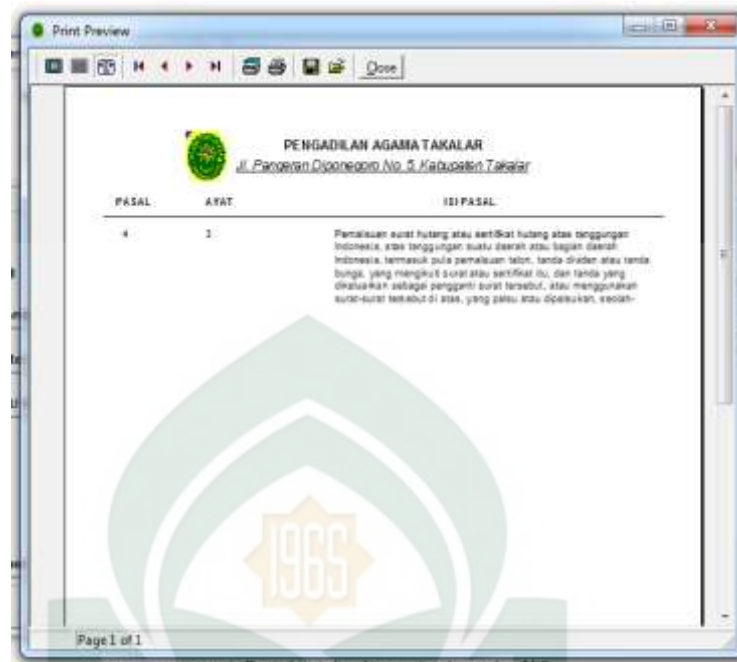 Print Preview
Close
PENGADILAN AGAMA TAKALAR
Jl. Pangeran Diponegoro No. 5. Kabupaten Takalar
PASAL AYAT ISI PASAL
4 3 Pemalsuan surat hutang atau sertifikat hutang atas tanggungan
Indonesia, atas tanggungan suatu daerah atau bagian daerah
Indonesia, termasuk pula pemalsuan talon, tanda dividen atau tanda
bunga, yang mengikuti surat atau sertifikat itu, dan tanda yang
dikeluarkan sebagai pengganti surat tersebut, atau menggunakan
surat-surat tersebut di atas, yang palsu atau dipalsukan, seolah-
1965
Page 1 of 1